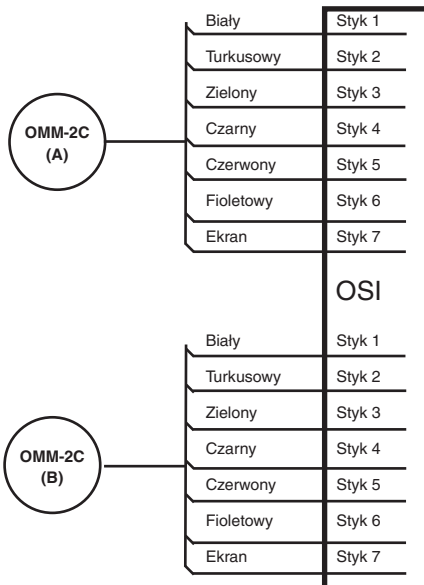 Biały Styk 1
Turkusowy Styk 2
Zielony Styk 3
OMM-2C
(A)
Czarny Styk 4
Czerwony Styk 5
Fioletowy Styk 6
Ekran Styk 7
OSI
Biały Styk 1
Turkusowy Styk 2
Zielony Styk 3
OMM-2C
(B)
Czarny Styk 4
Czerwony Styk 5
Fioletowy Styk 6
Ekran Styk 7